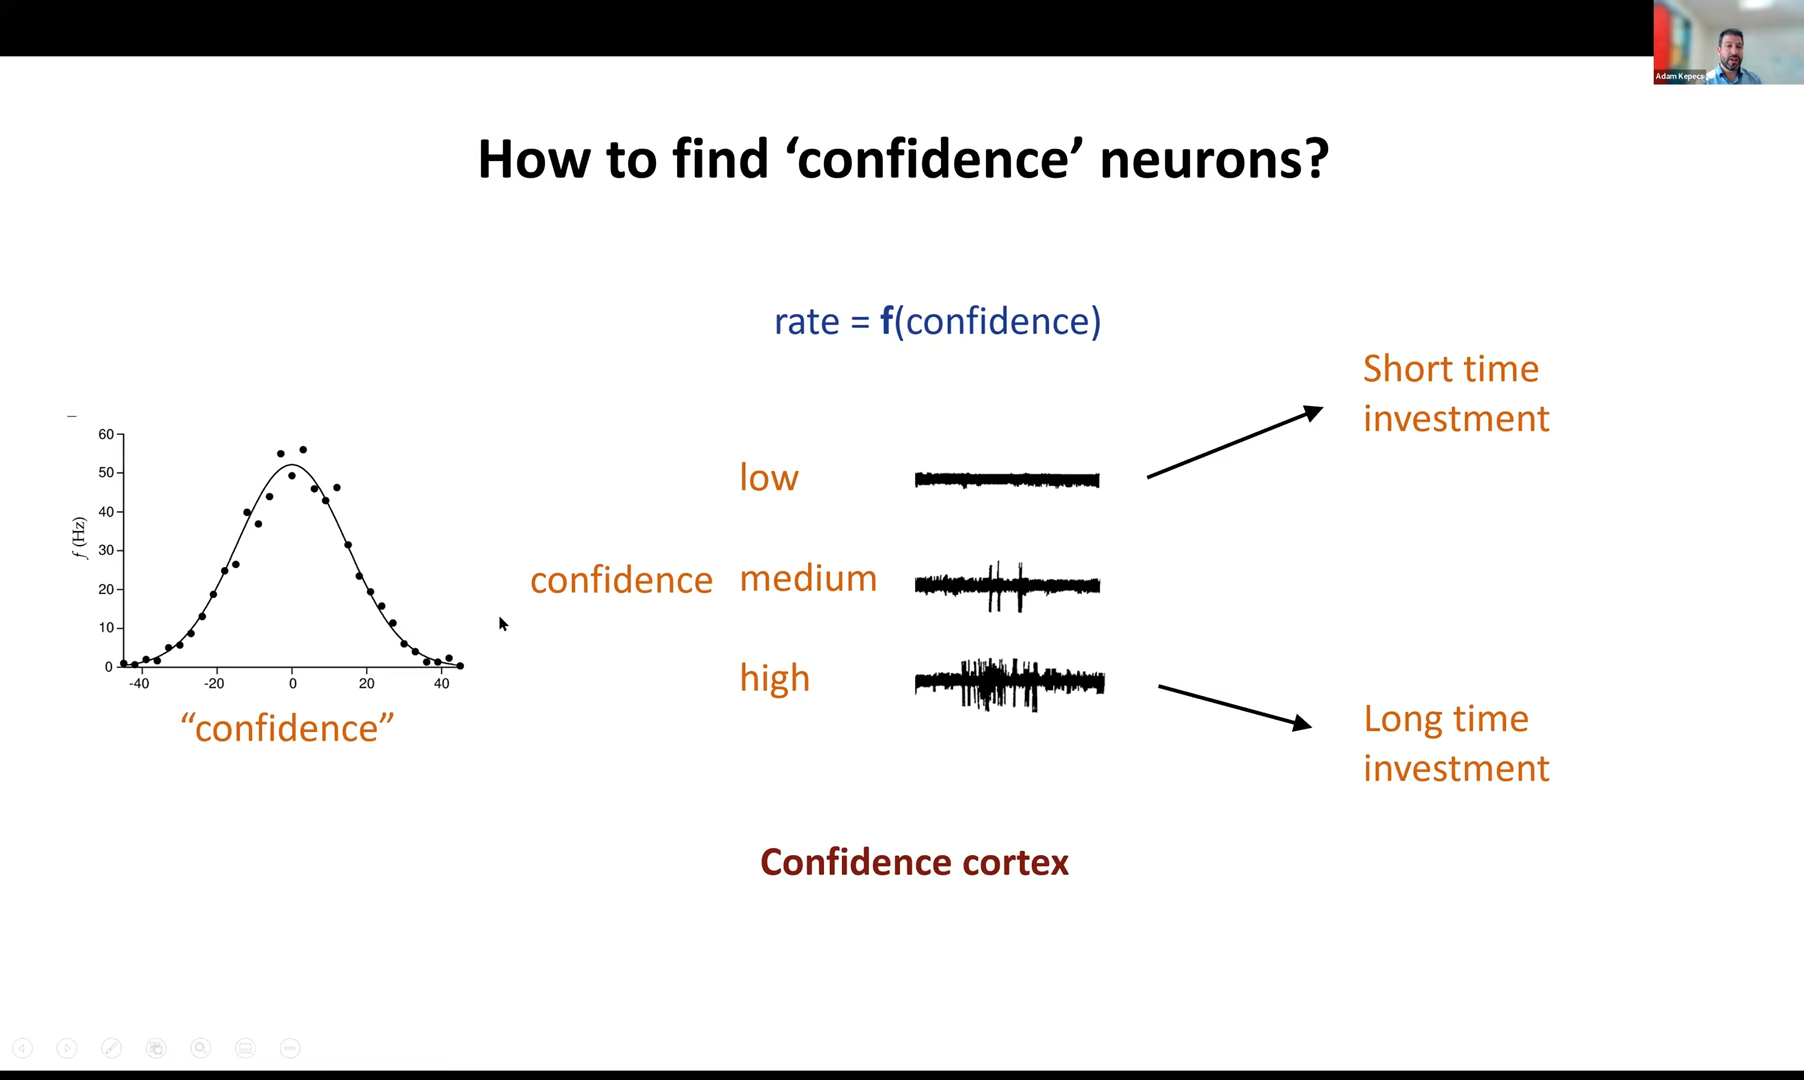 Adam Kepecs
How to find ‘confidence’ neurons?
rate = f(confidence)
Short time
investment
60
50
40
30
20
10
0
f (Hz)
-40 -20 0 20 40
“confidence”
confidence
low
medium
high
Long time
investment
Confidence cortex